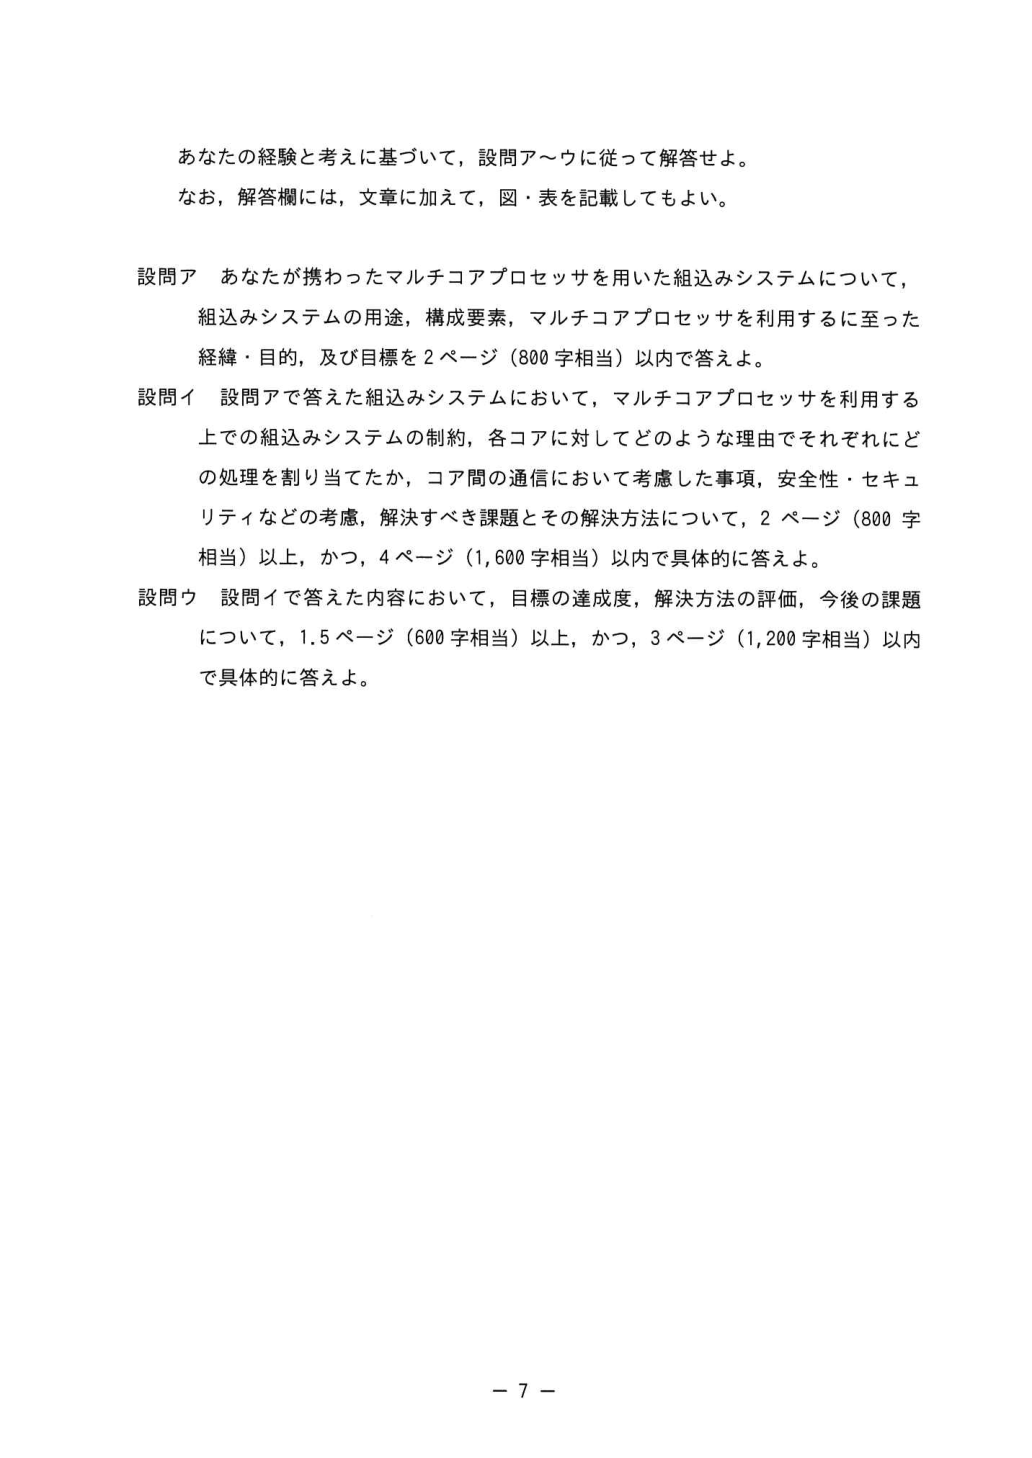 あなたの経験と考えに基づいて，設問ア～ウに従って解答せよ。
なお，解答欄には，文章に加えて，図・表を記載してもよい。
設問ア　あなたが携わったマルチコアプロセッサを用いた組込みシステムについて，
組込みシステムの用途，構成要素，マルチコアプロセッサを利用するに至った
経緯・目的，及び目標を2ページ（800字相当）以内で答えよ。
設問イ　設問アで答えた組込みシステムにおいて，マルチコアプロセッサを利用する
上での組込みシステムの制約，各コアに対してどのような理由でそれぞれにど
の処理を割り当てたか，コア間の通信において考慮した事項，安全性・セキュ
リティなどの考慮，解決すべき課題とその解決方法について，2 ページ（800 字
相当）以上，かつ，4ページ（1,600字相当）以内で具体的に答えよ。
設問ウ　設問イで答えた内容において，目標の達成度，解決方法の評価，今後の課題
について，1.5ページ（600字相当）以上，かつ，3ページ（1,200字相当）以内
で具体的に答えよ。
－ 7 －